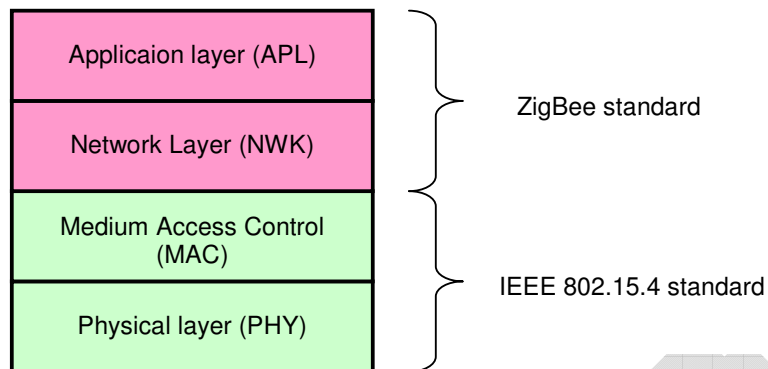 Applicaion layer (APL)
ZigBee standard
Network Layer (NWK)
Medium Access Control
(MAC)
IEEE 802.15.4 standard
Physical layer (PHY)